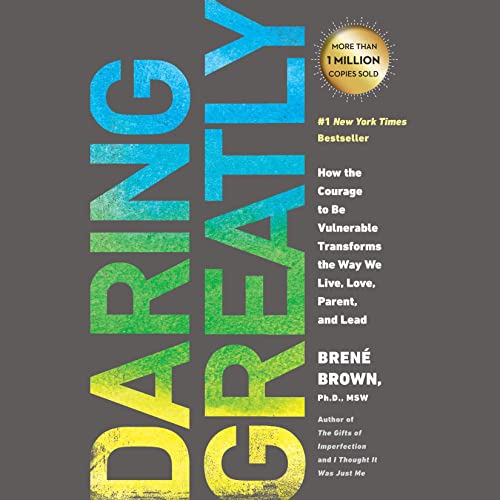 DARING
GREATLY
MORE THAN
1 MILLION
COPIES SOLD
#1 New York Times
Bestseller
How the
Courage
to Be
Vulnerable
Transforms
the Way We
Live, Love,
Parent,
and Lead
BRENÉ
BROWN,
Ph.D., MSW
Author of
The Gifts of
Imperfection
and I Thought It
Was Just Me